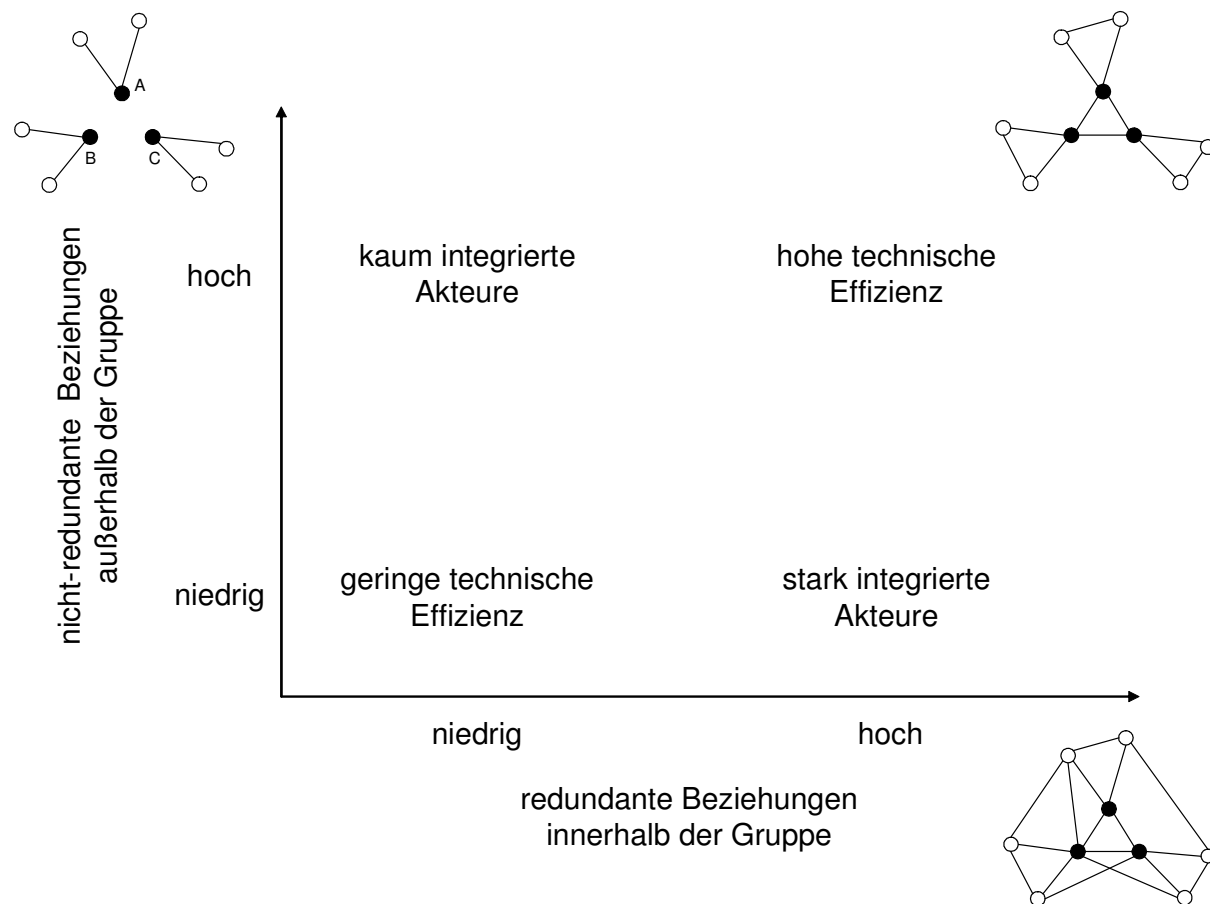 A
B
C
nicht-redundante Beziehungen
außerhalb der Gruppe
hoch
kaum integrierte
Akteure
hohe technische
Effizienz
niedrig
geringe technische
Effizienz
stark integrierte
Akteure
niedrig
hoch
redundante Beziehungen
innerhalb der Gruppe